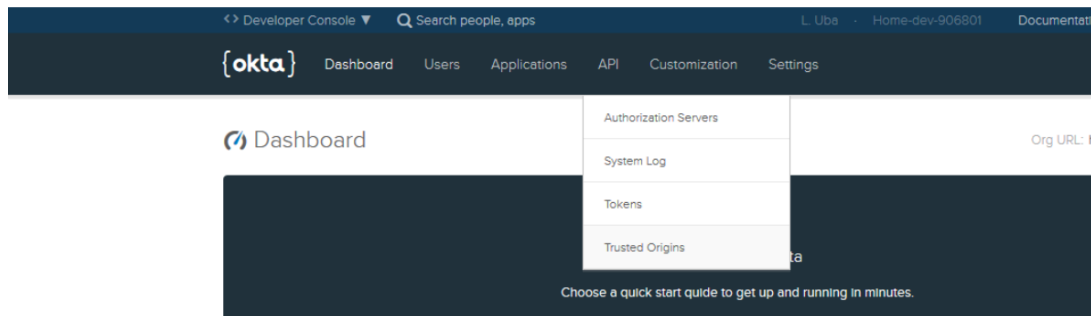 <> Developer Console ▼ Search people, apps L. Uba - Home-dev-906801 Documentati
{okta} Dashboard Users Applications API Customization Settings
Authorization Servers
Dashboard Org URL:
System Log
Tokens
Trusted Origins
ta
Choose a quick start guide to get up and running in minutes.